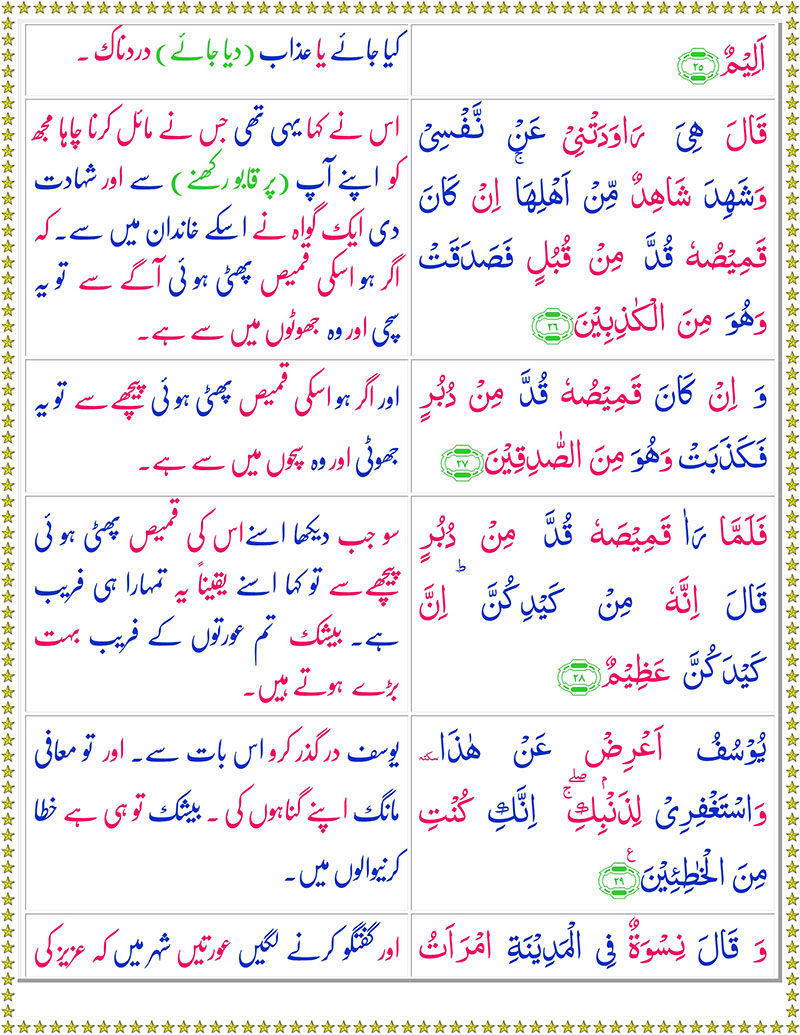 اَلِیْمٌ ﴿۲۵﴾
کیا جائے یا عذاب (دیا جائے) دردناک ۔
قَالَ هِیَ رَاوَدَتْنِیْ عَنْ نَّفْسِیْ
وَشَهِدَ شَاهِدٌ مِّنْ اَهْلِهَاۚ اِنْ كَانَ
قَمِیْصُهٗ قُدَّ مِنْ قُبُلٍ فَصَدَقَتْ
وَهُوَ مِنَ الْكٰذِبِیْنَ ﴿۲۶﴾
اس نے کہا یہی تھی جس نے مائل کرنا چاہا مجھ
کو اپنے آپ (پر قابو رکھنے) سے اور شہادت
دی ایک گواہ نے اسکے خاندان میں سے۔ کہ
اگر ہو اسکی قمیص پھٹی ہوئی آگے سے تو یہ
سچی اور وہ جھوٹوں میں سے ہے۔
وَ اِنْ كَانَ قَمِیْصُهٗ قُدَّ مِنْ دُبُرٍ
فَكَذَبَتْ وَهُوَ مِنَ الصّٰدِقِیْنَ ﴿۲۷﴾
اور اگر ہو اسکی قمیص پھٹی ہوئی پیچھے سے تو یہ
جھوٹی اور وہ سچوں میں سے ہے۔
فَلَمَّا رَاٰ قَمِیْصَهٗ قُدَّ مِنْ دُبُرٍ
قَالَ اِنَّهٗ مِنْ كَیْدِكُنَّ ؕ اِنَّ
كَیْدَكُنَّ عَظِیْمٌ ﴿۲۸﴾
سو جب دیکھا اسنے اس کی قمیص پھٹی ہوئی
پیچھے سے تو کہا اسنے یقیناً یہ تمہارا ہی فریب
ہے۔ بیشک تم عورتوں کے فریب بہت
بڑے ہوتے ہیں۔
یُوْسُفُ اَعْرِضْ عَنْ هٰذَا سکتہ
وَاسْتَغْفِرِیْ لِذَنْۢبِكِ ۖۚ اِنَّكِ كُنْتِ
مِنَ الْخٰطِـِٕیْنَ ﴿۲۹﴾ ع
یوسف درگذر کرو اس بات سے۔ اور تو معافی
مانگ اپنے گناہوں کی ۔ بیشک تو ہی ہے خطا
کرنیوالوں میں۔
وَ قَالَ نِسْوَةٌ فِی الْمَدِیْنَةِ امْرَاَتُ
اور گفتگو کرنے لگیں عورتیں شہر میں کہ عزیز کی